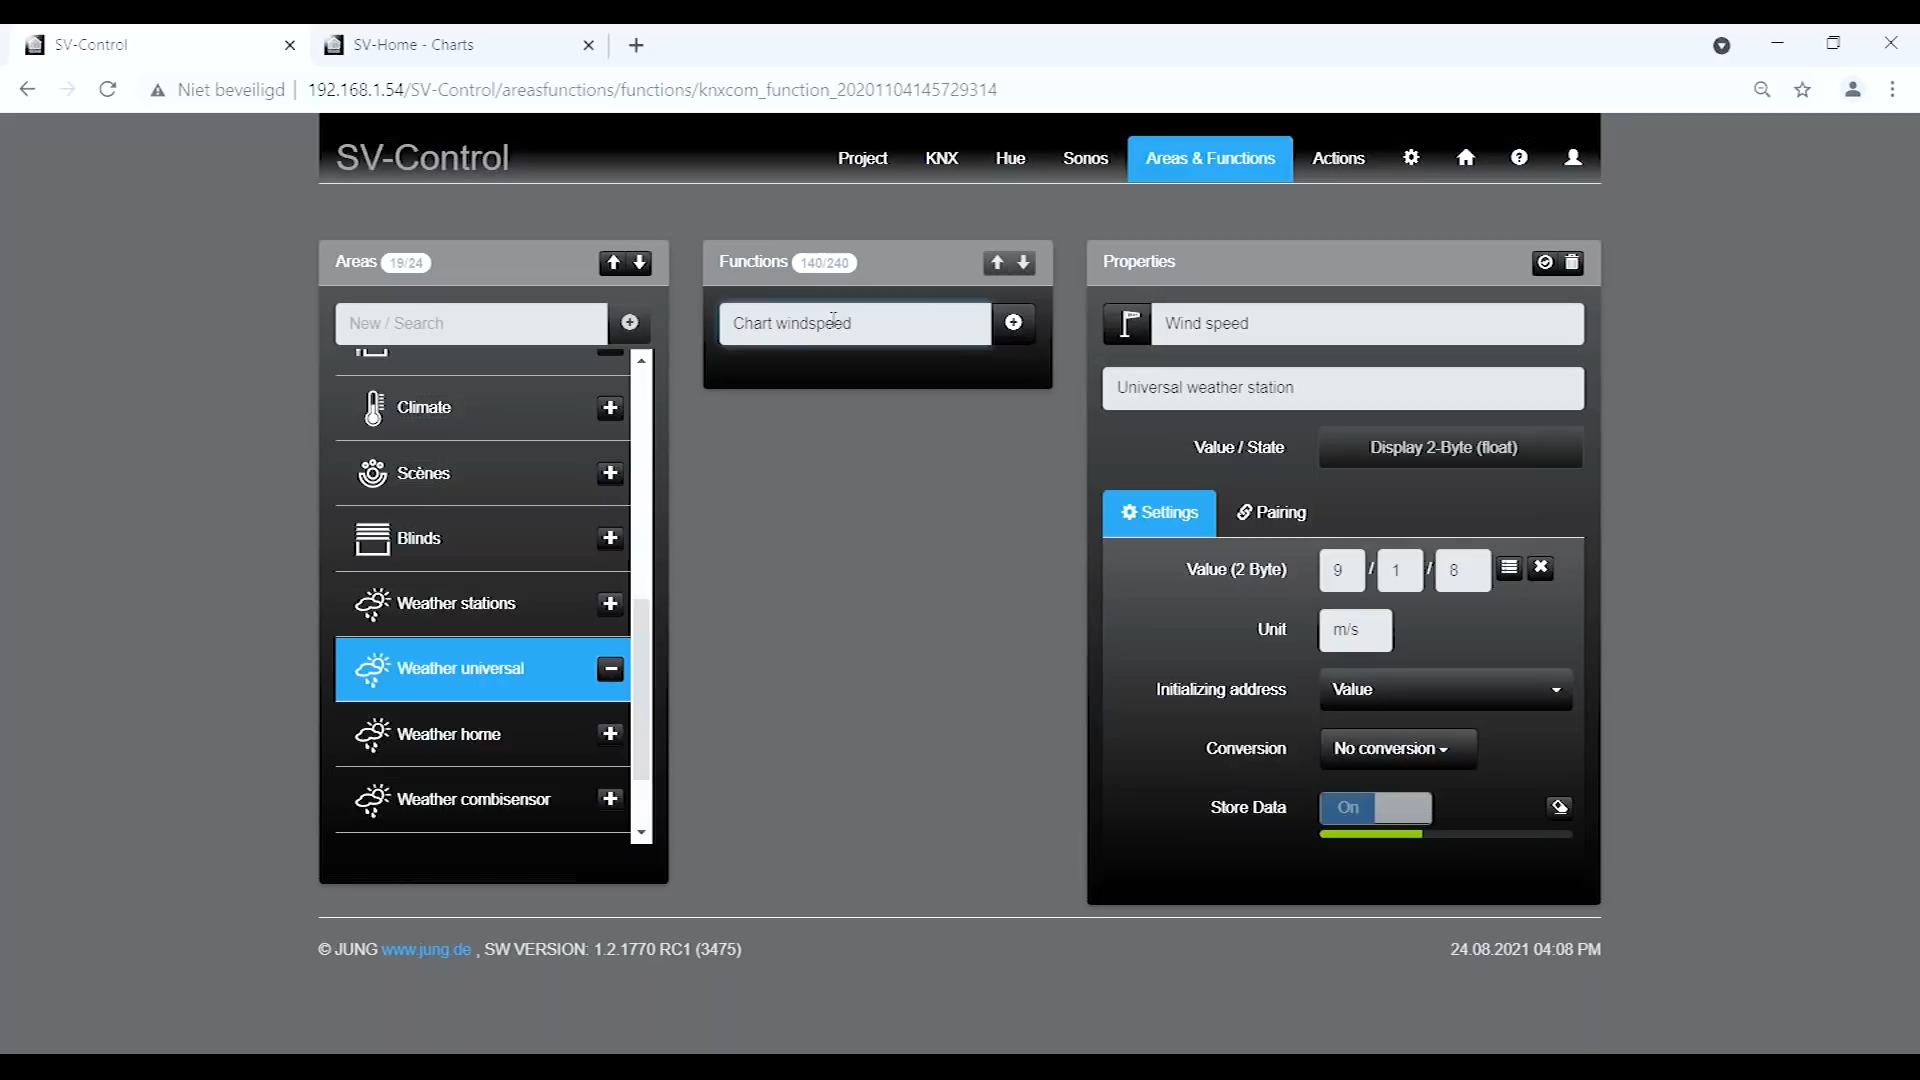 SV-Control
SV-Home - Charts
Niet beveiligd
192.168.1.54/SV-Control/areasfunctions/functions/knxcom_function_20201104145729314
SV-Control
Project
KNX
Hue
Sonos
Areas & Functions
Actions
Areas 19/24
New / Search
Climate
Scènes
Blinds
Weather stations
Weather universal
Weather home
Weather combisensor
Functions 140/240
Chart windspeed
Properties
Wind speed
Universal weather station
Value / State
Display 2-Byte (float)
Settings
Pairing
Value (2 Byte)
9 / 1 / 8
Unit
m/s
Initializing address
Value
Conversion
No conversion
Store Data
On
© JUNG www.jung.de , SW VERSION: 1.2.1770 RC1 (3475)
24.08.2021 04:08 PM